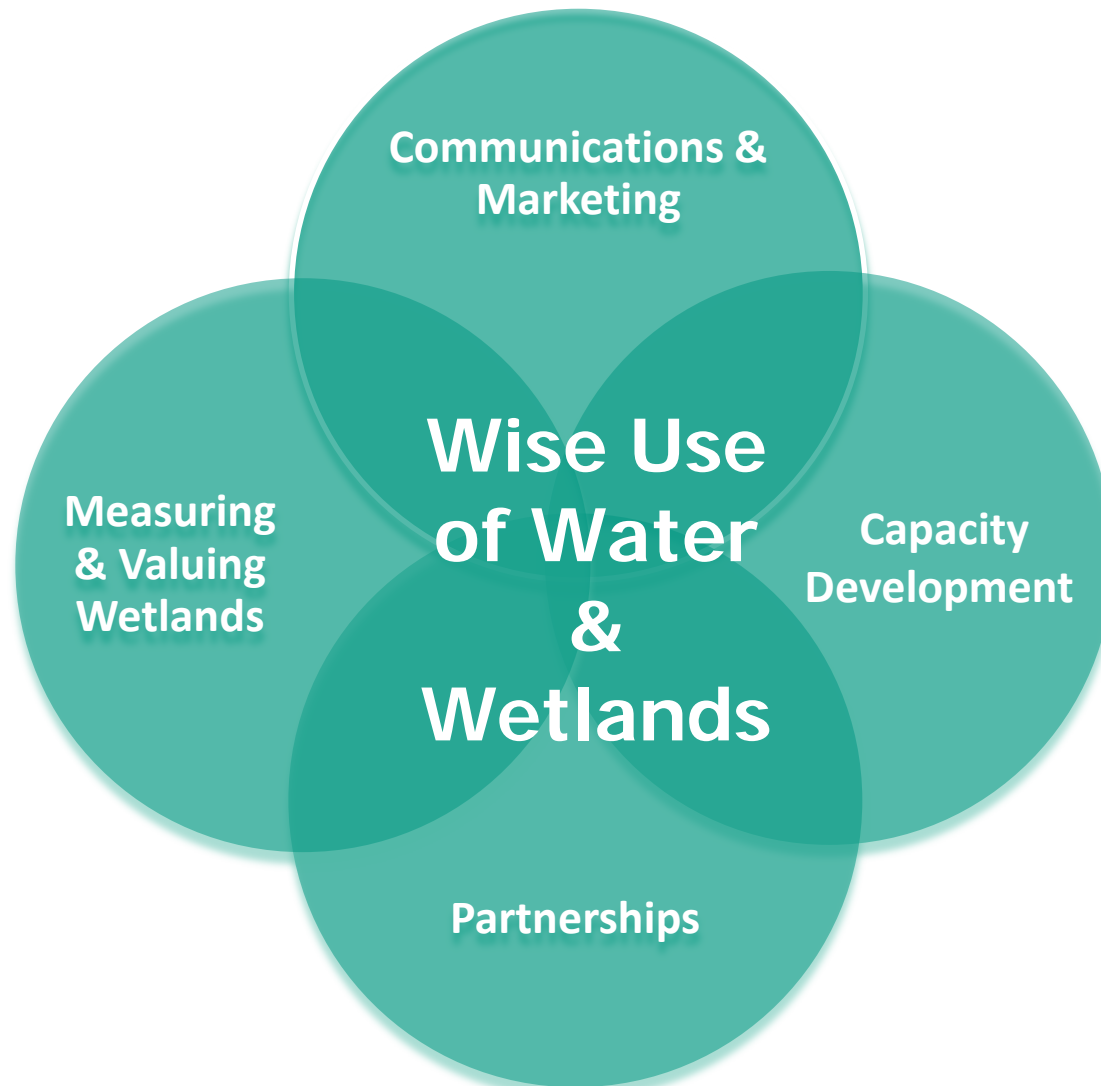 Communications &
Marketing
Measuring
& Valuing
Wetlands
Wise Use
of Water
&
Wetlands
Capacity
Development
Partnerships